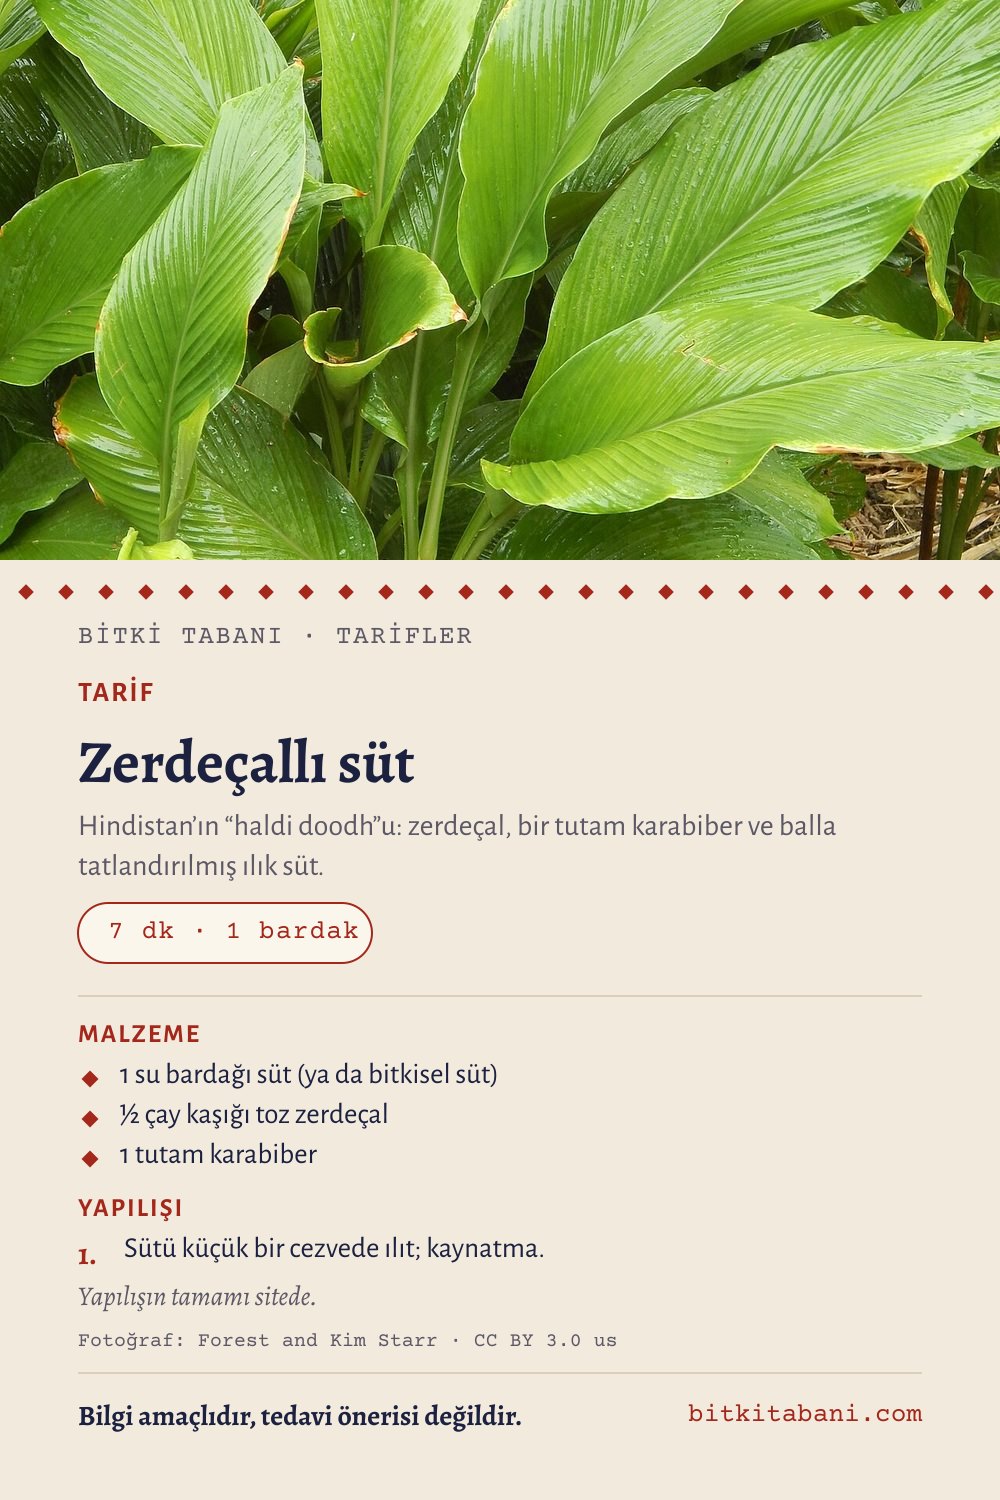 BİTKİ TABANI · TARİFLER
TARİF
Zerdeçallı süt
Hindistan’ın “haldi doodh”u: zerdeçal, bir tutam karabiber ve balla
tatlandırılmış ılık süt.
7 dk · 1 bardak
MALZEME
1 su bardağı süt (ya da bitkisel süt)
½ çay kaşığı toz zerdeçal
1 tutam karabiber
YAPILIŞI
1. Sütü küçük bir cezvede ılıt; kaynatma.
Yapılışın tamamı sitede.
Fotoğraf: Forest and Kim Starr · CC BY 3.0 us
Bilgi amaçlıdır, tedavi önerisi değildir. bitkitabani.com